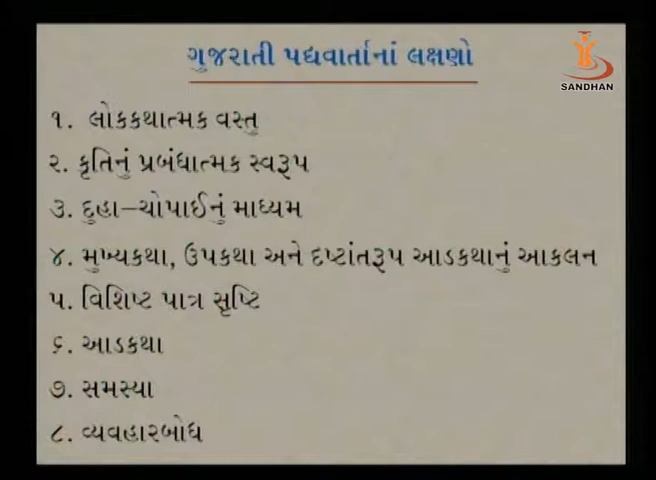 ગુજરાતી પદ્યવાર્તાનાં લક્ષણો
SANDHAN
૧. લોકકથાત્મક વસ્તુ
૨. કૃતિનું પ્રબંધાત્મક સ્વરૂપ
૩. દુહા–ચોપાઈનું માધ્યમ
૪. મુખ્યકથા, ઉપકથા અને દષ્ટાંતરૂપ આડકથાનું આકલન
૫. વિશિષ્ટ પાત્ર સૃષ્ટિ
૬. આડકથા
૭. સમસ્યા
૮. વ્યવહારબોધ